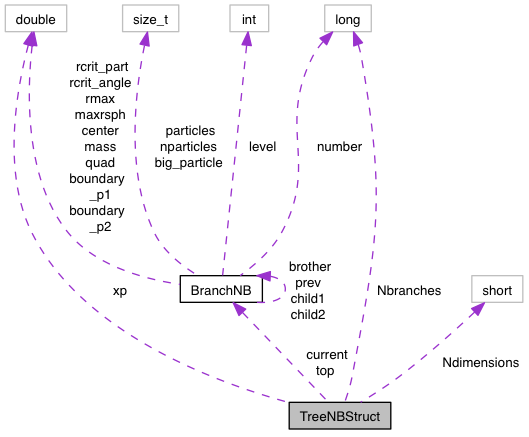 double
size_t
int
long
rcrit_part
rcrit_angle
rmax
maxrsph
center
mass
quad
boundary
_p1
boundary
_p2
particles
nparticles
big_particle
level
number
BranchNB
brother
prev
child1
child2
xp
Nbranches
short
current
top
Ndimensions
TreeNBStruct